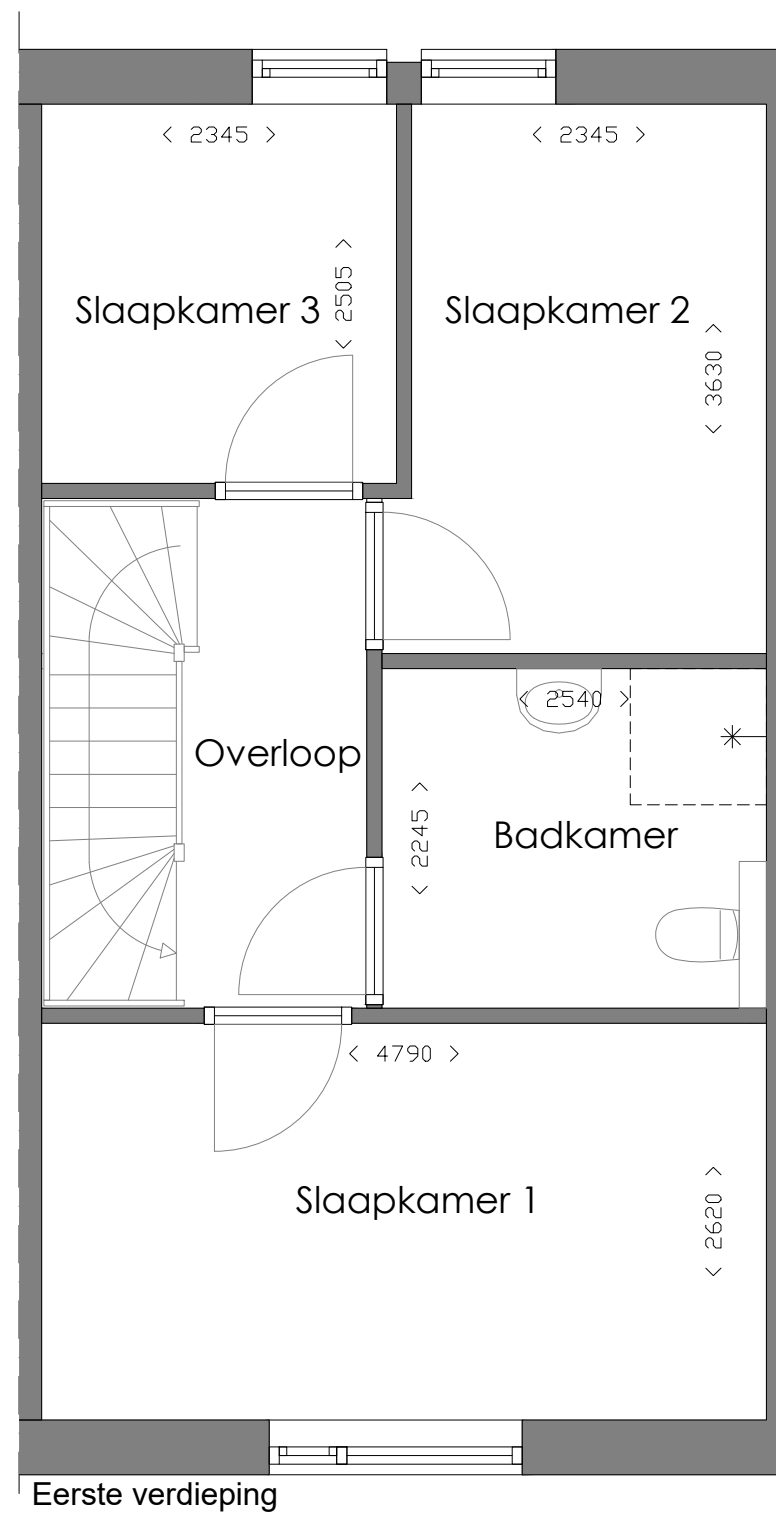 < 2345 >
< 2345 >
< 2505 >
Slaapkamer 3
Slaapkamer 2
< 3630 >
< 2540 >
Overloop
< 2245 >
Badkamer
< 4790 >
Slaapkamer 1
< 2620 >
Eerste verdieping